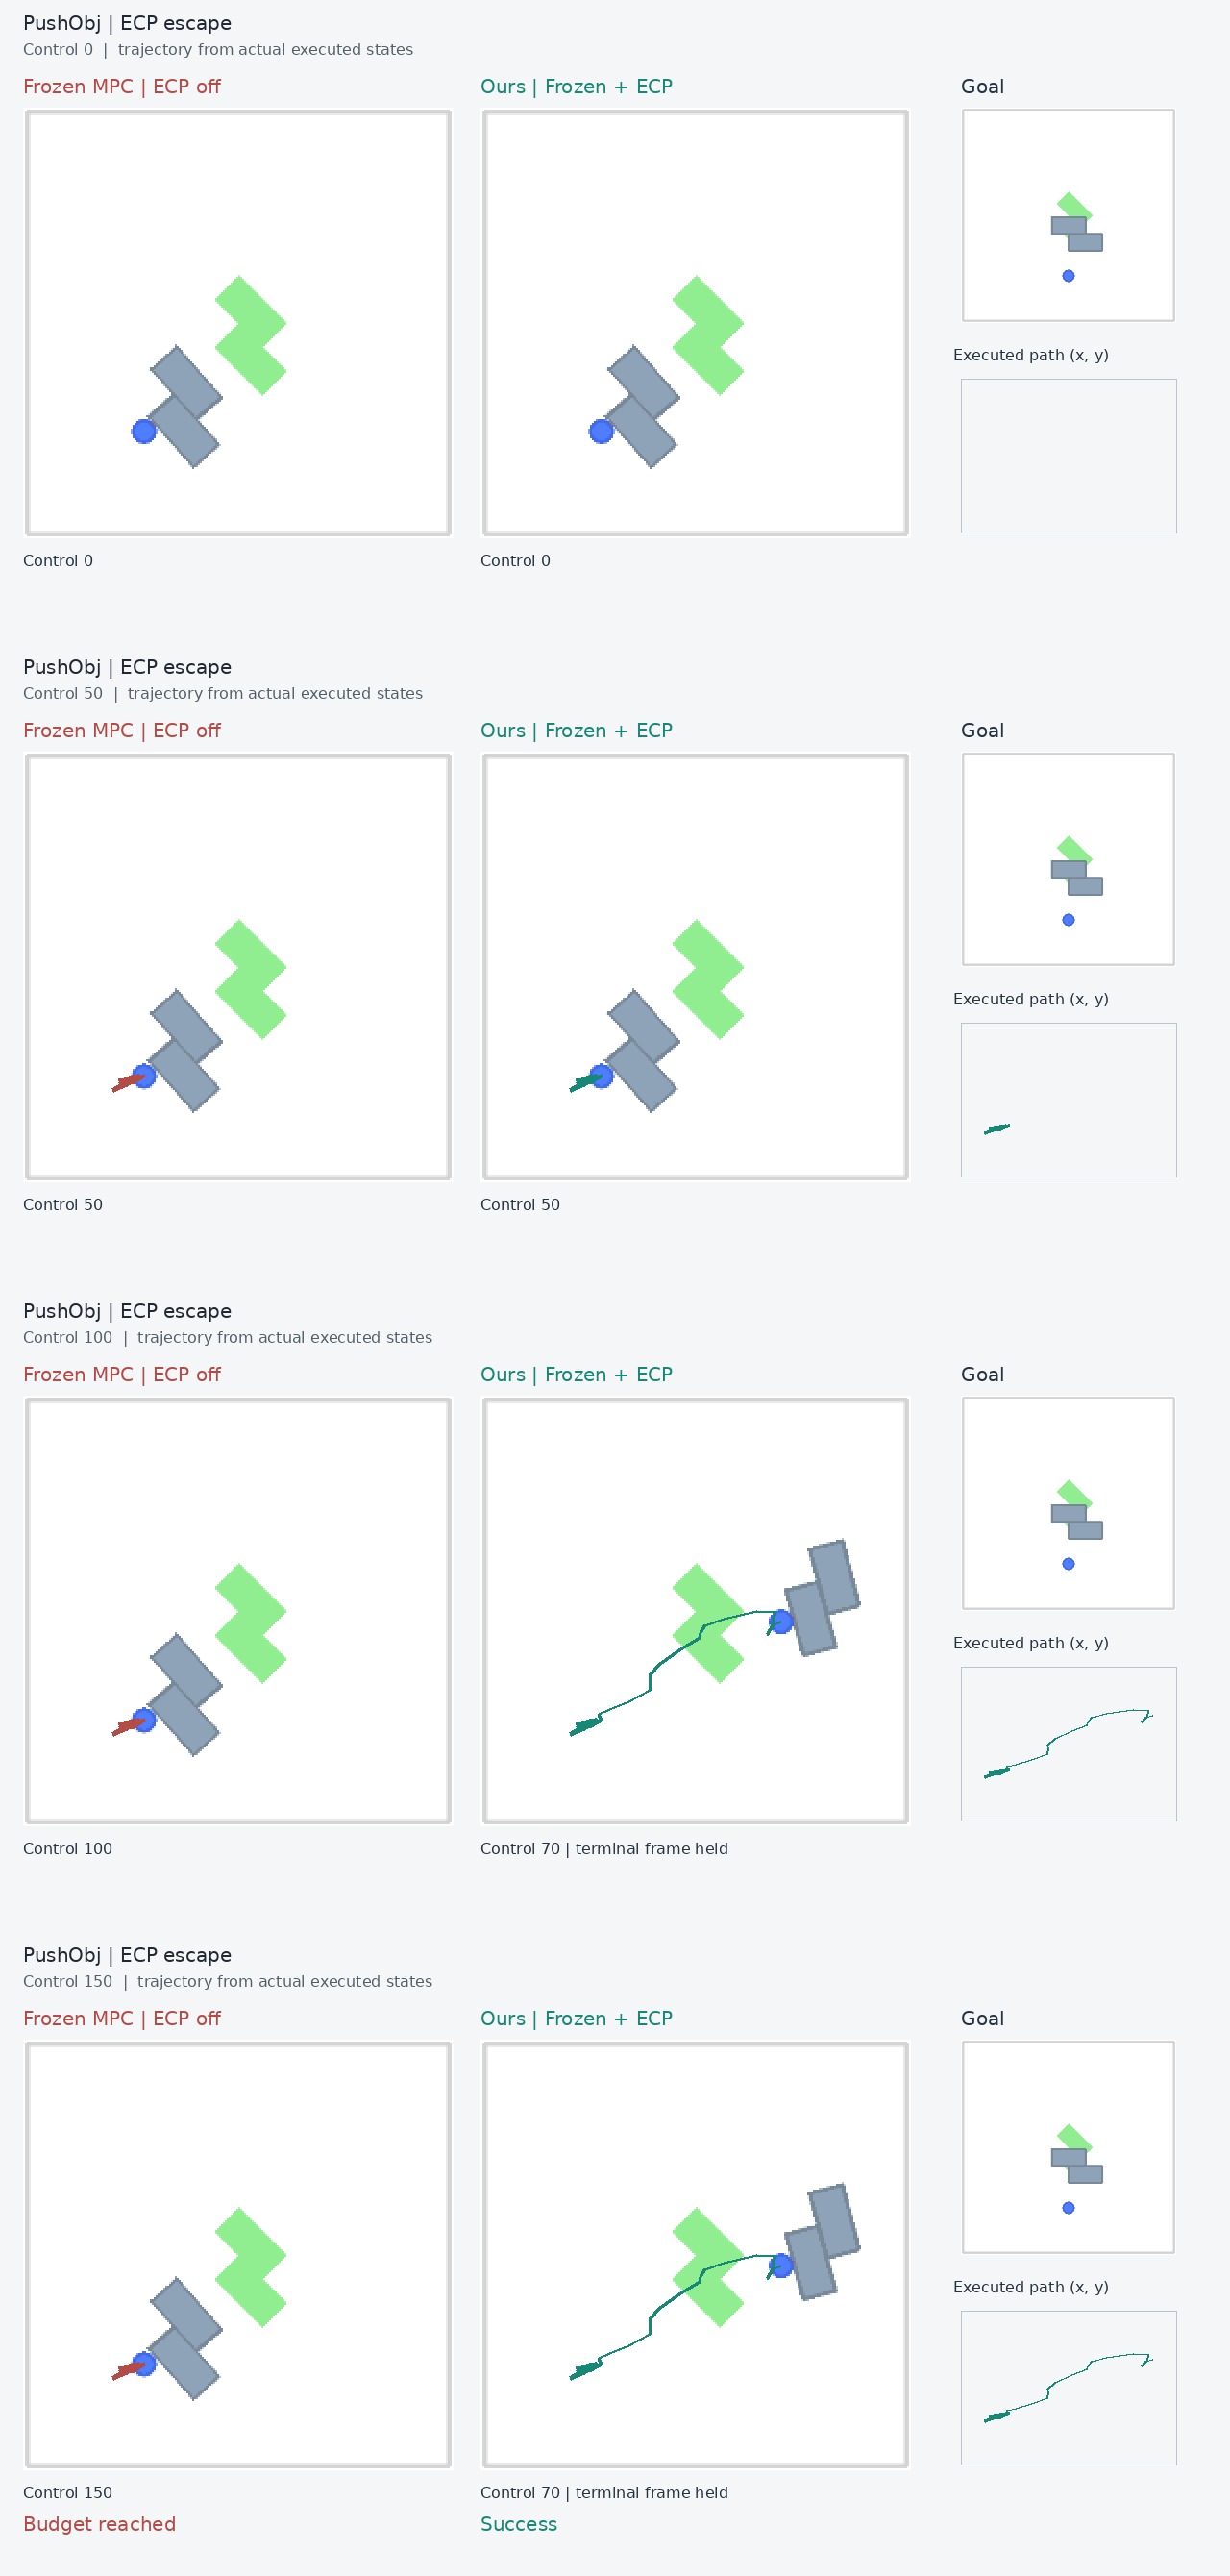 PushObj | ECP escape
Control 0 | trajectory from actual executed states
Frozen MPC | ECP off
Ours | Frozen + ECP
Goal
Executed path (x, y)
Control 0
Control 0
PushObj | ECP escape
Control 50 | trajectory from actual executed states
Frozen MPC | ECP off
Ours | Frozen + ECP
Goal
Executed path (x, y)
Control 50
Control 50
PushObj | ECP escape
Control 100 | trajectory from actual executed states
Frozen MPC | ECP off
Ours | Frozen + ECP
Goal
Executed path (x, y)
Control 100
Control 70 | terminal frame held
PushObj | ECP escape
Control 150 | trajectory from actual executed states
Frozen MPC | ECP off
Ours | Frozen + ECP
Goal
Executed path (x, y)
Control 150
Control 70 | terminal frame held
Budget reached
Success